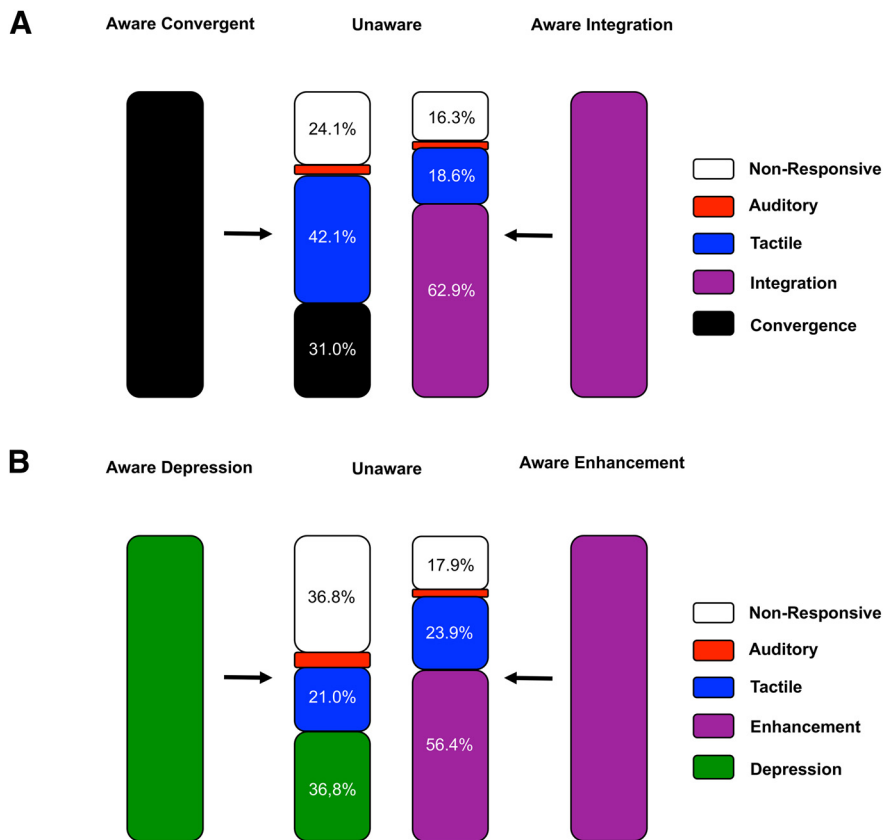 A
Aware Convergent Unaware Aware Integration
24.1% 16.3%
42.1% 18.6%
31.0% 62.9%
Non-Responsive
Auditory
Tactile
Integration
Convergence
B
Aware Depression Unaware Aware Enhancement
36.8% 17.9%
21.0% 23.9%
36,8% 56.4%
Non-Responsive
Auditory
Tactile
Enhancement
Depression